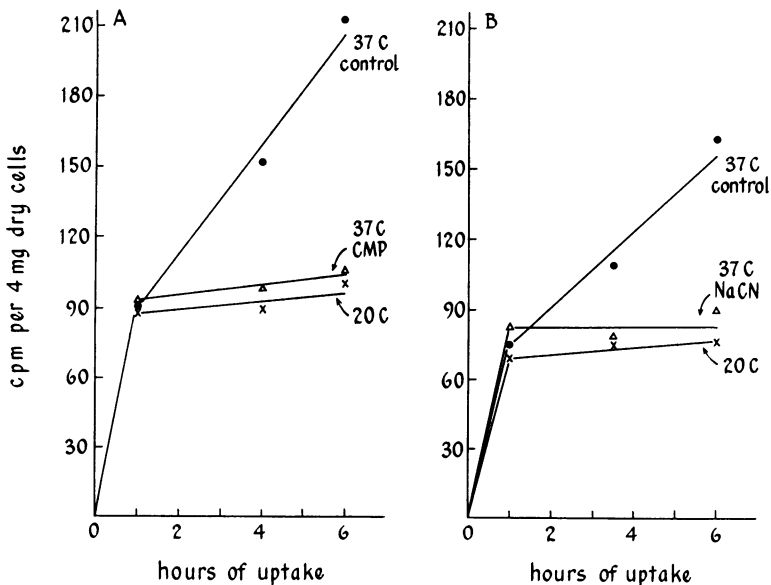 A
210
180
150
120
90
60
30
0
2
4
6
cpm per 4 mg dry cells
hours of uptake
37 C
control
37 C
CMP
20 C
B
210
180
150
120
90
60
30
0
2
4
6
hours of uptake
37 C
control
37 C
NaCN
20 C